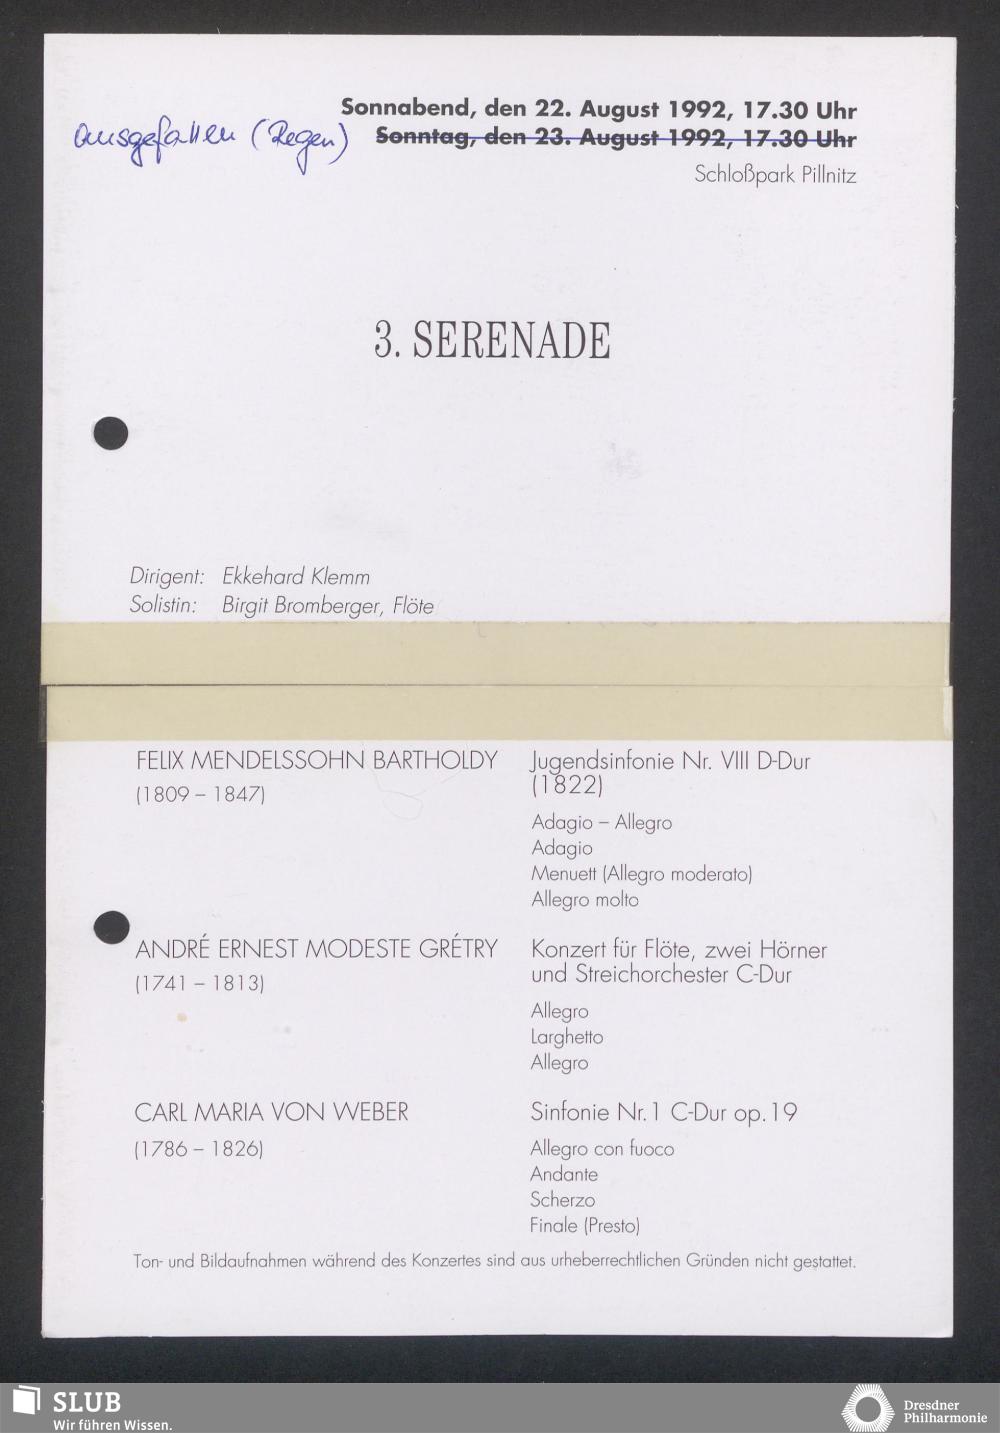 Sonnabend, den 22. August 1992, 17.30 Uhr
ausgefallen (Regen) Sonntag, den 23. August 1992, 17.30 Uhr
Schloßpark Pillnitz
3. SERENADE
Dirigent: Ekkehard Klemm
Solistin: Birgit Bromberger, Flöte
FELIX MENDELSSOHN BARTHOLDY Jugendsinfonie Nr. VIII D-Dur
(1809 – 1847) (1822)
Adagio – Allegro
Adagio
Menuett (Allegro moderato)
Allegro molto
ANDRÉ ERNEST MODESTE GRÉTRY Konzert für Flöte, zwei Hörner
(1741 – 1813) und Streichorchester C-Dur
Allegro
Larghetto
Allegro
CARL MARIA VON WEBER Sinfonie Nr. 1 C-Dur op. 19
(1786 – 1826) Allegro con fuoco
Andante
Scherzo
Finale (Presto)
Ton- und Bildaufnahmen während des Konzertes sind aus urheberrechtlichen Gründen nicht gestattet.
SLUB
Wir führen Wissen.
Dresdner
Philharmonie